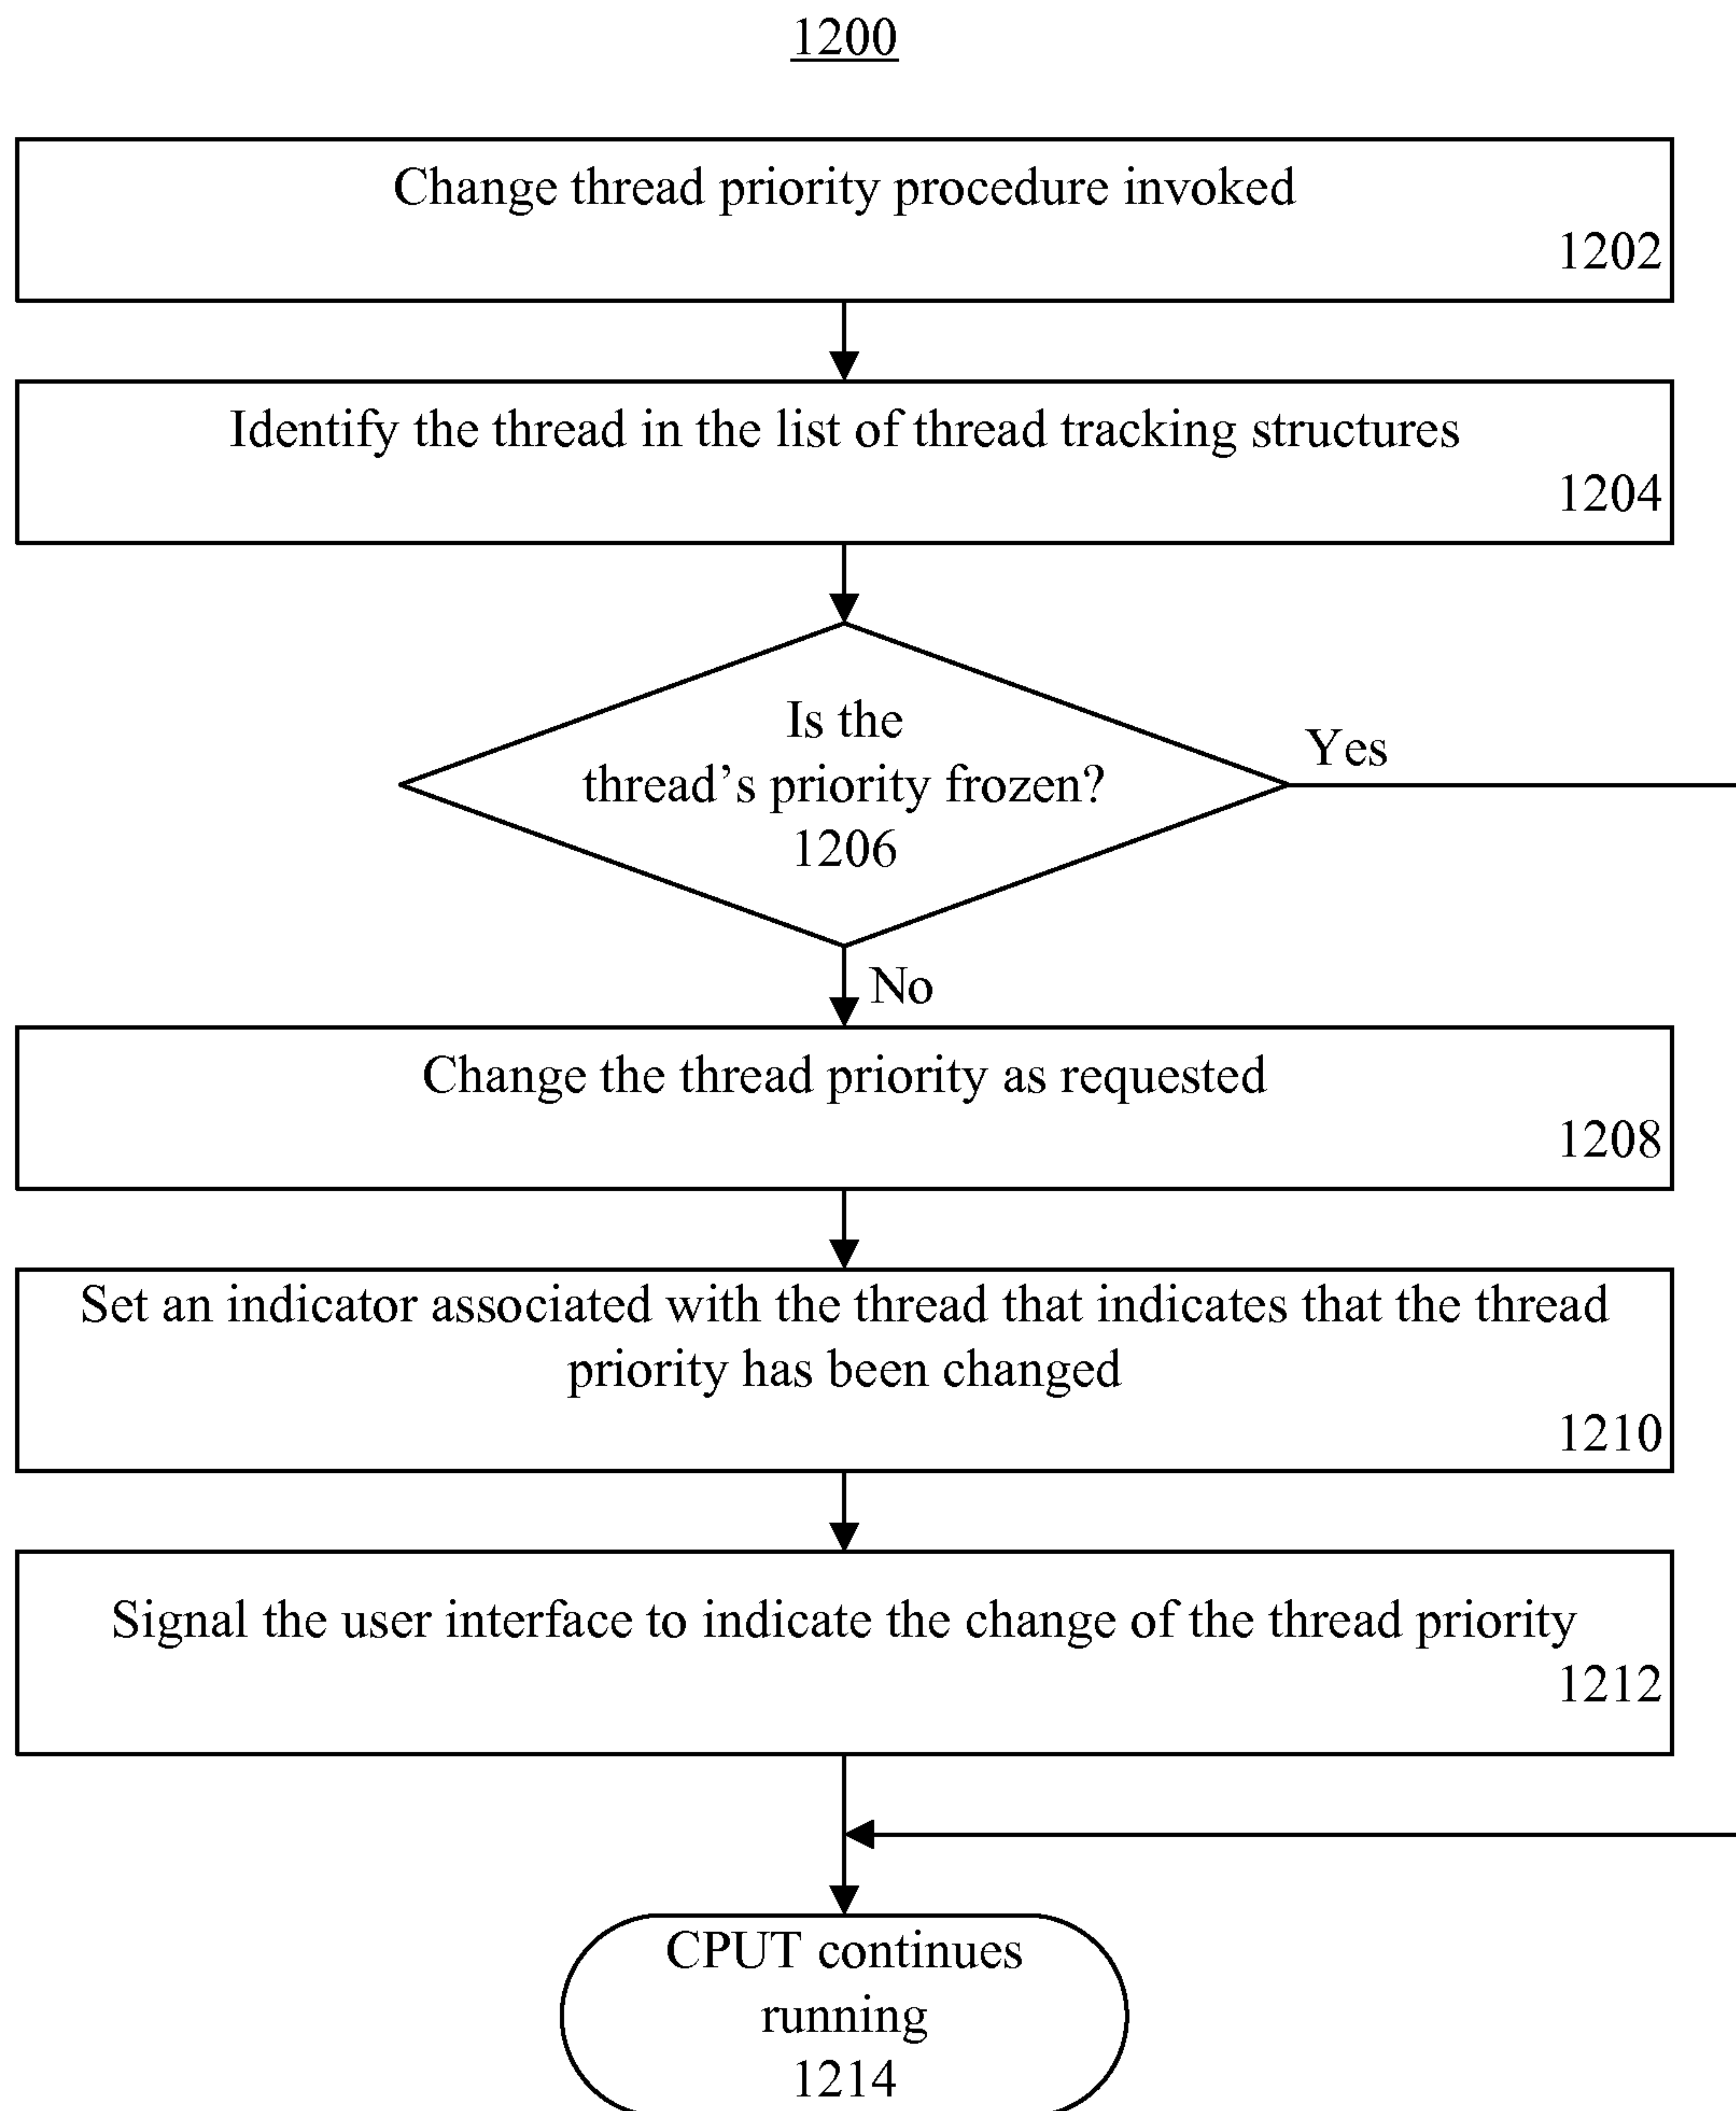 1200
Change thread priority procedure invoked
1202
Identify the thread in the list of thread tracking structures
1204
Is the
thread’s priority frozen?
1206
Yes
No
Change the thread priority as requested
1208
Set an indicator associated with the thread that indicates that the thread
priority has been changed
1210
Signal the user interface to indicate the change of the thread priority
1212
CPUT continues
running
1214